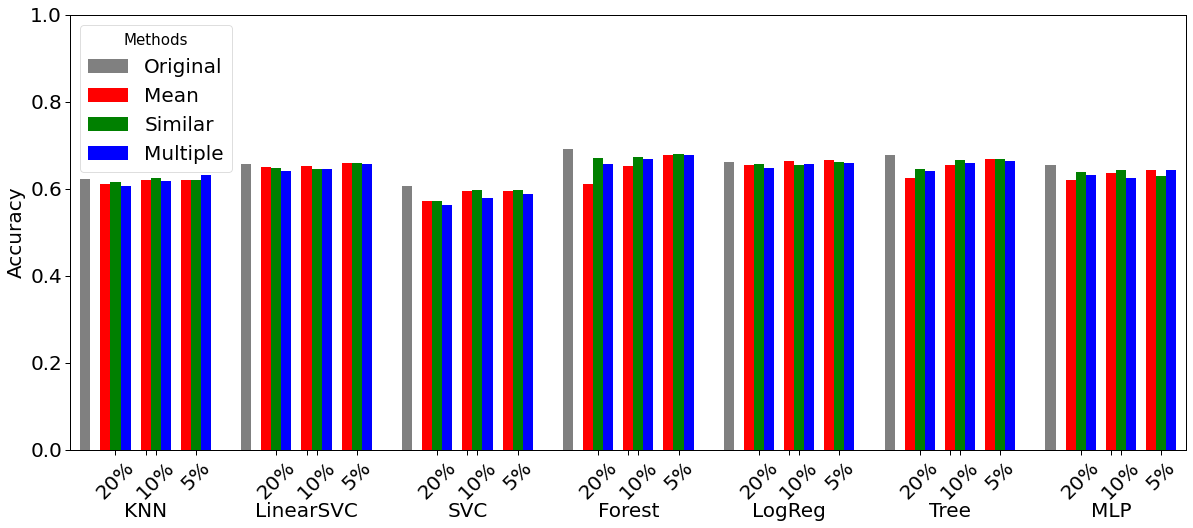 1.0
0.8
0.6
0.4
0.2
0.0
Accuracy
Methods
Original
Mean
Similar
Multiple
20% 10% 5% 20% 10% 5% 20% 10% 5% 20% 10% 5% 20% 10% 5% 20% 10% 5% 20% 10% 5%
KNN LinearSVC SVC Forest LogReg Tree MLP